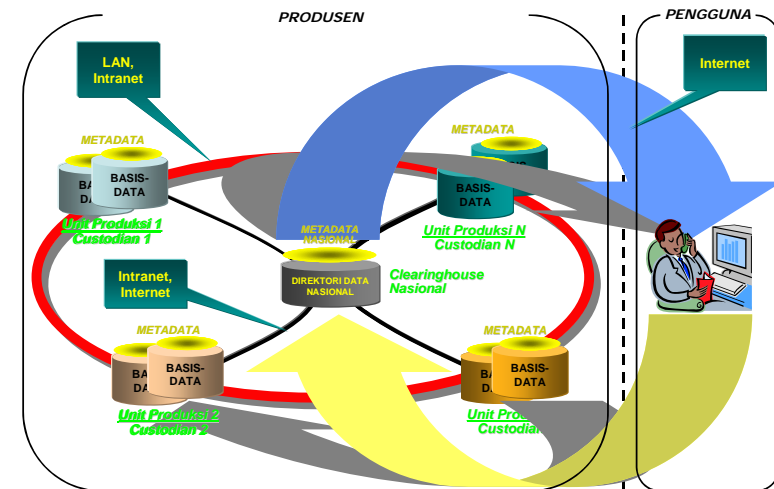 PRODUSEN
PENGGUNA
LAN,
Intranet
Internet
METADATA
BASIS-
DATA
Unit Produksi 1
Custodian 1
METADATA
BASIS-
DATA
Unit Produksi N
Custodian N
METADATA
NASIONAL
DIREKTORI DATA
NASIONAL
Clearinghouse
Nasional
Intranet,
Internet
METADATA
BASIS-
DATA
Unit Produksi 2
Custodian 2
METADATA
BASIS-
DATA
Unit
Custodian